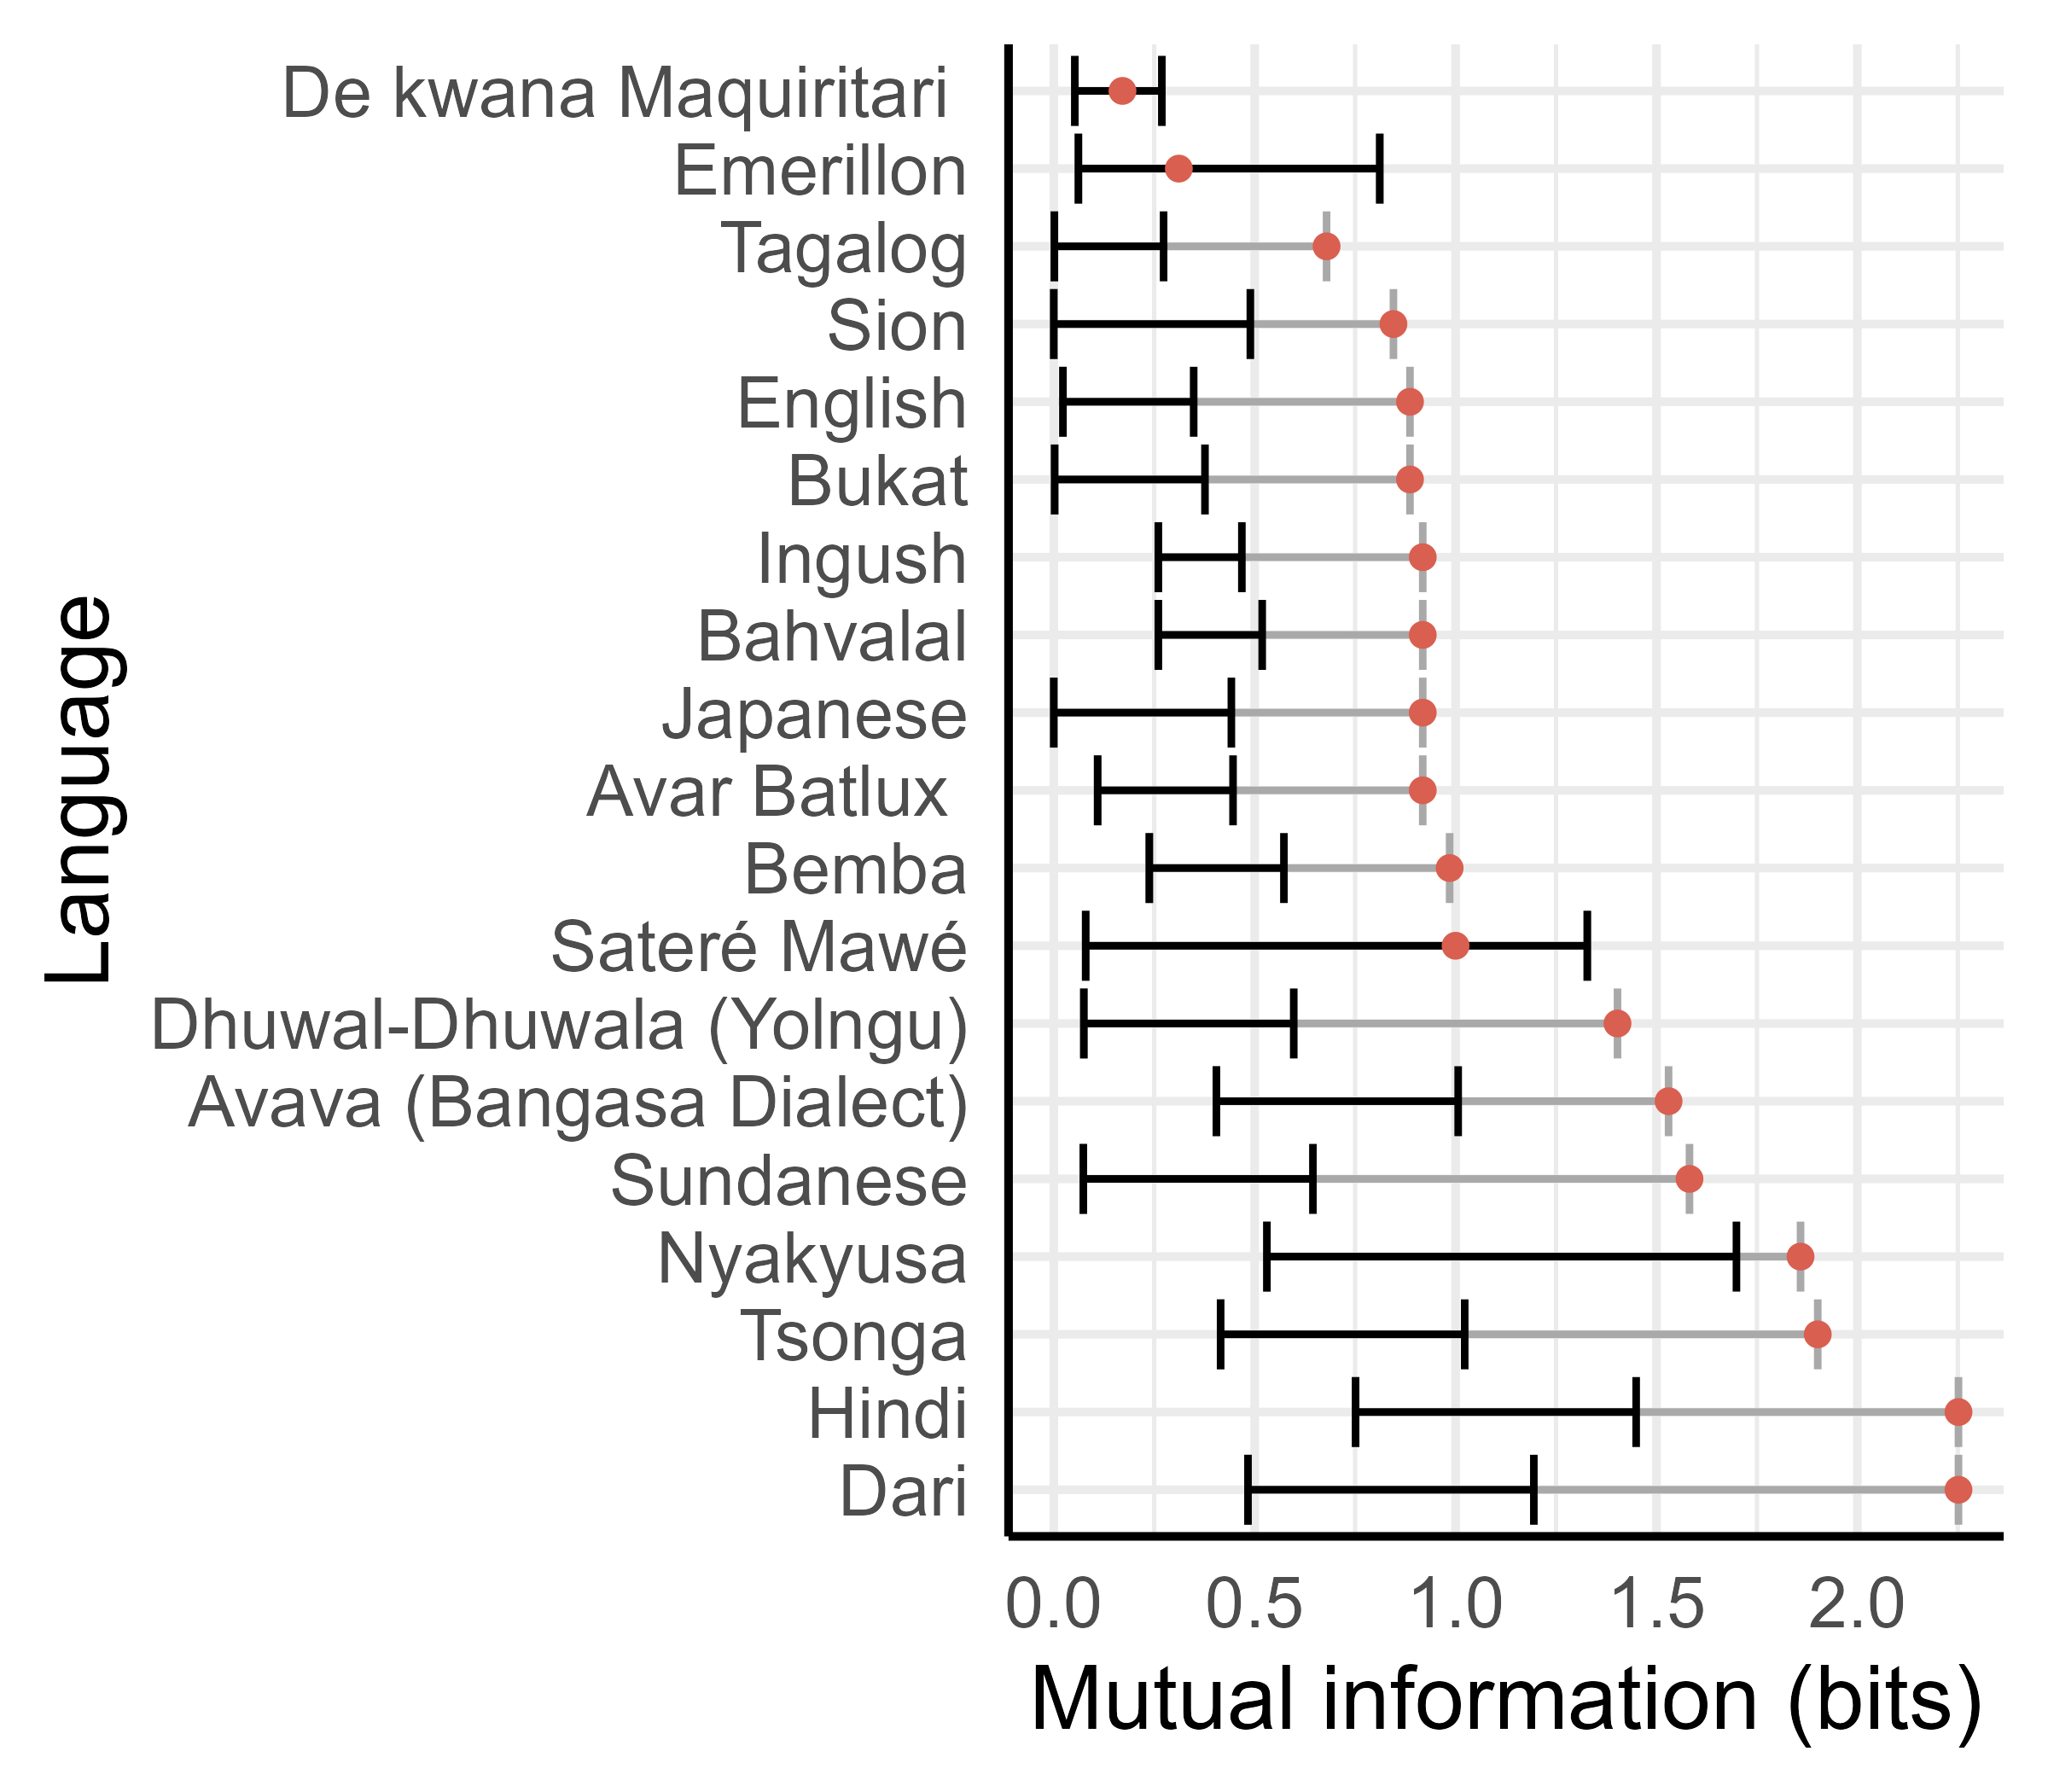 De kwana Maquiritari
Emerillon
Tagalog
Sion
English
Bukat
Ingush
Bahvalal
Japanese
Avar Batlux
Bemba
Sateré Mawé
Dhuwal-Dhuwala (Yolngu)
Avava (Bangasa Dialect)
Sundanese
Nyakyusa
Tsonga
Hindi
Dari
Language
0.0 0.5 1.0 1.5 2.0
Mutual information (bits)